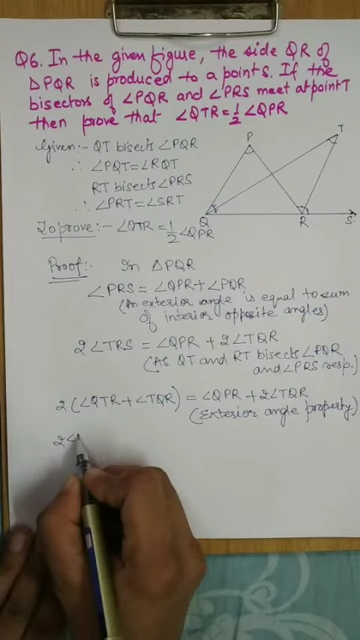 Q6. In the given figure, the side QR of
ΔPQR is produced to a point S. If the
bisectors of ∠PQR and ∠PRS meet at point T
then prove that ∠QTR = 1/2 ∠QPR
Given:- QT bisects ∠PQR
∴ ∠PQT = ∠RQT
RT bisects ∠PRS
∴ ∠PRT = ∠SRT
To prove:- ∠QTR = 1/2 ∠QPR
P
T
Q
R
S
Proof:- In ΔPQR
∠PRS = ∠QPR + ∠PQR
(An exterior angle is equal to sum
of interior opposite angles)
2∠TRS = ∠QPR + 2∠TQR
(As QT and RT bisects ∠PQR
and ∠PRS resp.)
2(∠QTR + ∠TQR) = ∠QPR + 2∠TQR
(Exterior angle property)
2∠